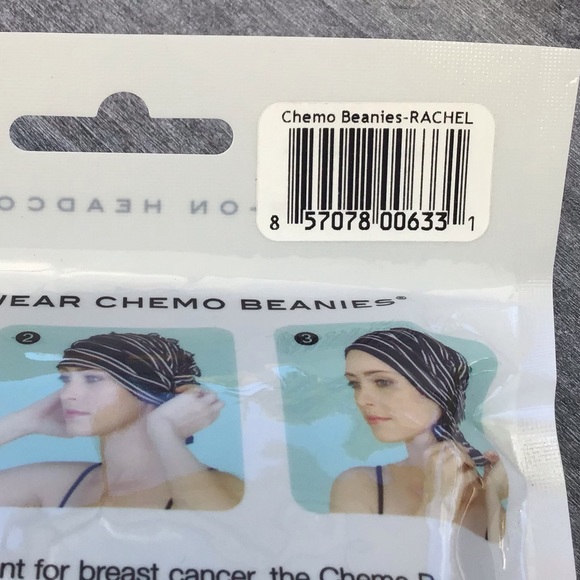 Chemo Beanies-RACHEL
8 57078 00633 1
-ON HEADCO
WEAR CHEMO BEANIES®
2
3
nt for breast cancer, the Chemo